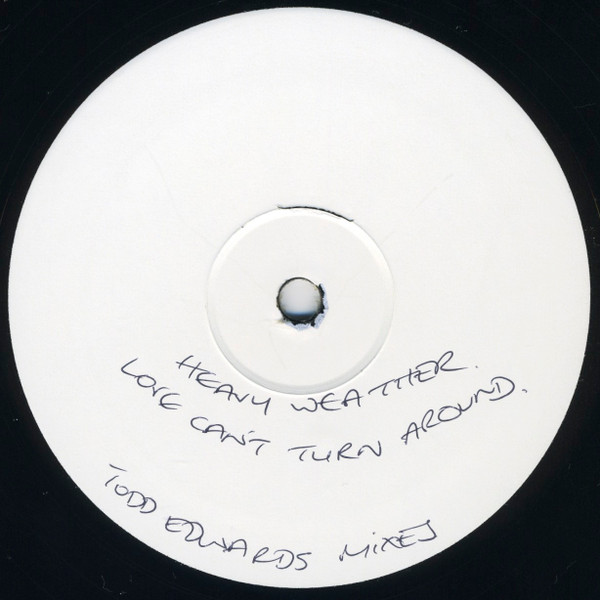 HEAVY WEATHER.
LOVE CAN'T TURN AROUND.
TODD EDWARDS MIXES